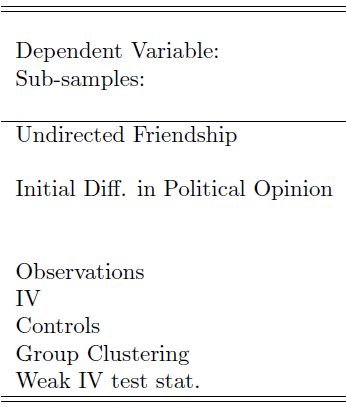 Dependent Variable:
Sub-samples:
Undirected Friendship
Initial Diff. in Political Opinion
Observations
IV
Controls
Group Clustering
Weak IV test stat.